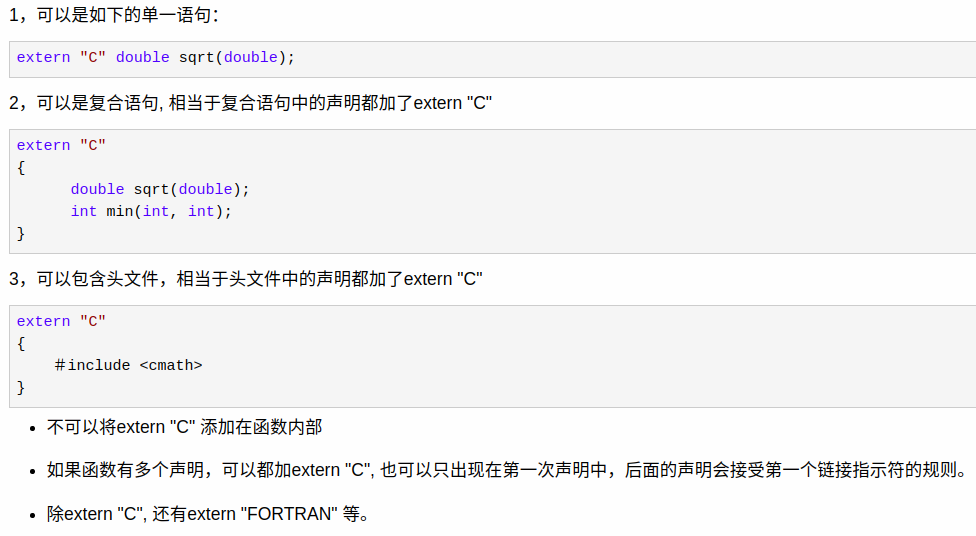 1，可以是如下的单一语句：
extern "C" double sqrt(double);
2，可以是复合语句, 相当于复合语句中的声明都加了extern "C"
extern "C"
{
      double sqrt(double);
      int min(int, int);
}
3，可以包含头文件，相当于头文件中的声明都加了extern "C"
extern "C"
{
    ＃include <cmath>
}
• 不可以将extern "C" 添加在函数内部
• 如果函数有多个声明，可以都加extern "C", 也可以只出现在第一次声明中，后面的声明会接受第一个链接指示符的规则。
• 除extern "C", 还有extern "FORTRAN" 等。